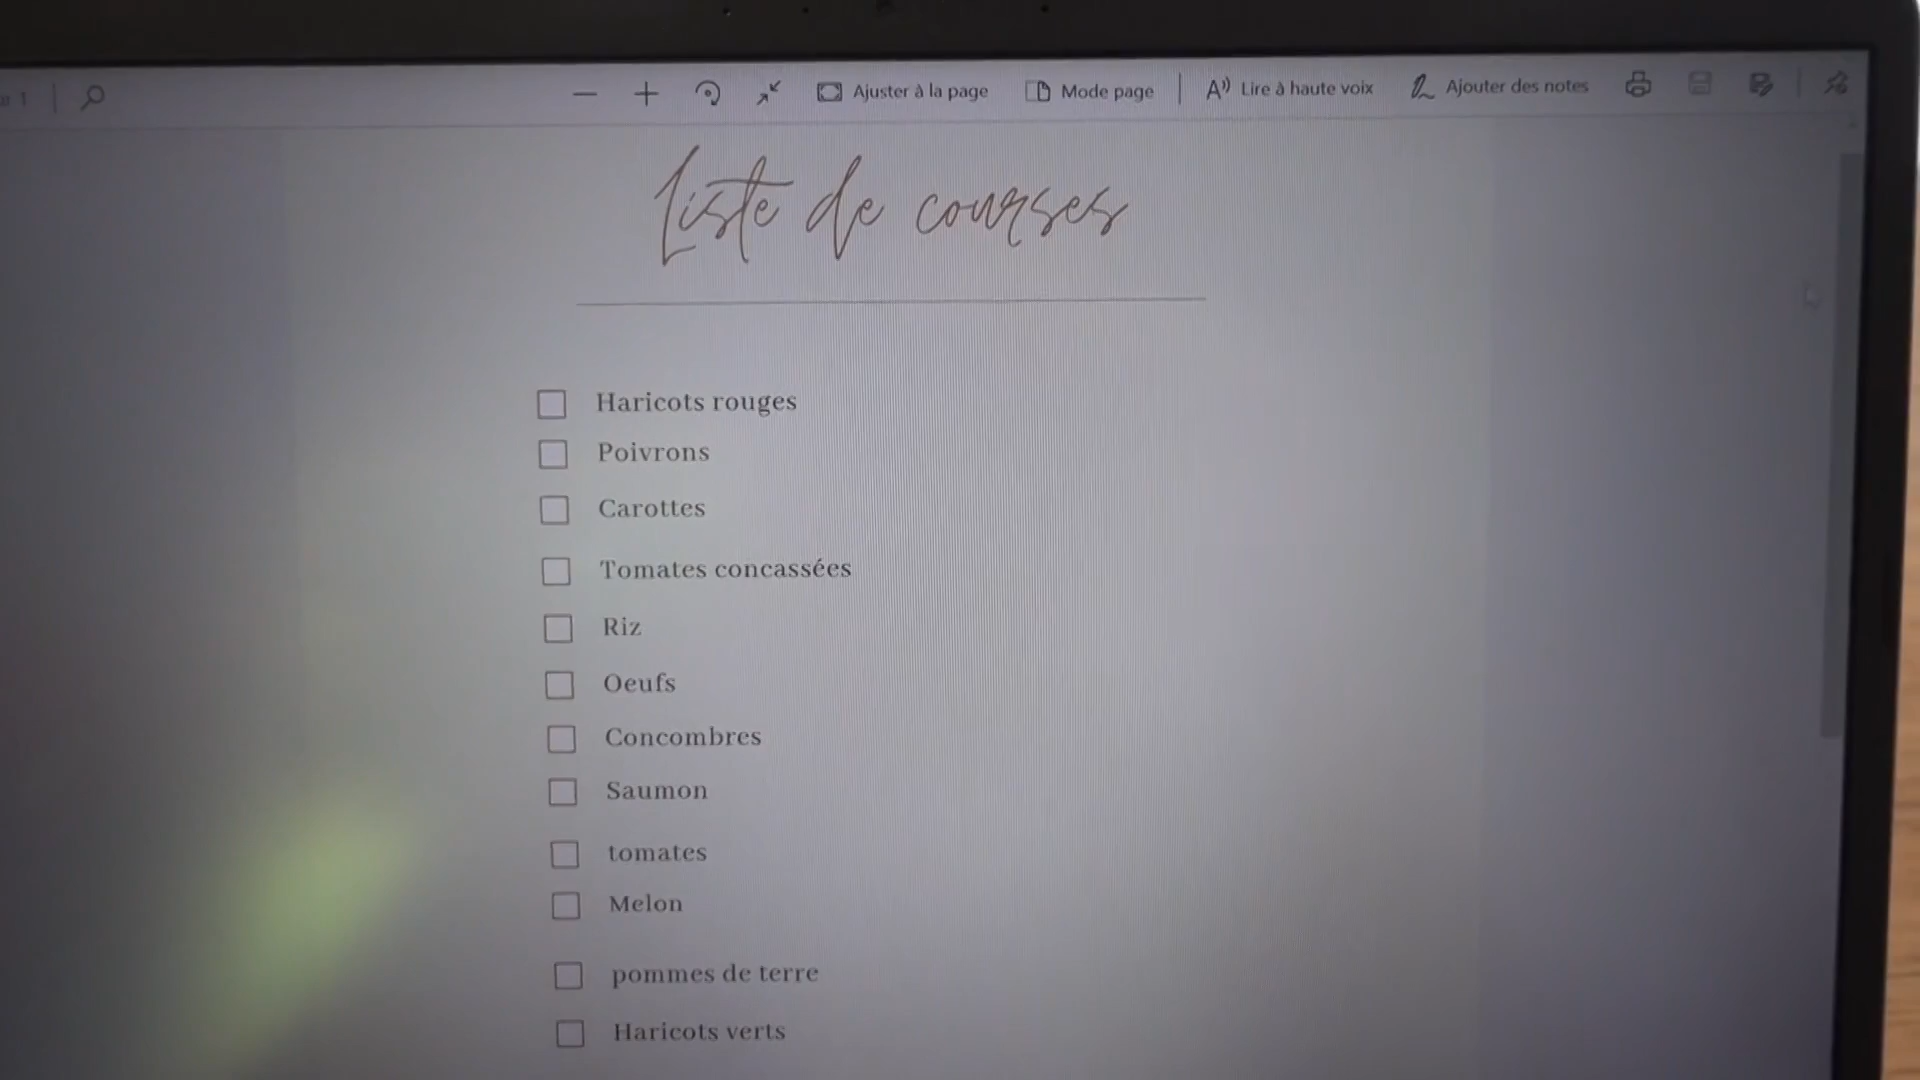 1
Ajuster à la page
Mode page
Lire à haute voix
Ajouter des notes
Liste de courses
Haricots rouges
Poivrons
Carottes
Tomates concassées
Riz
Oeufs
Concombres
Saumon
tomates
Melon
pommes de terre
Haricots verts